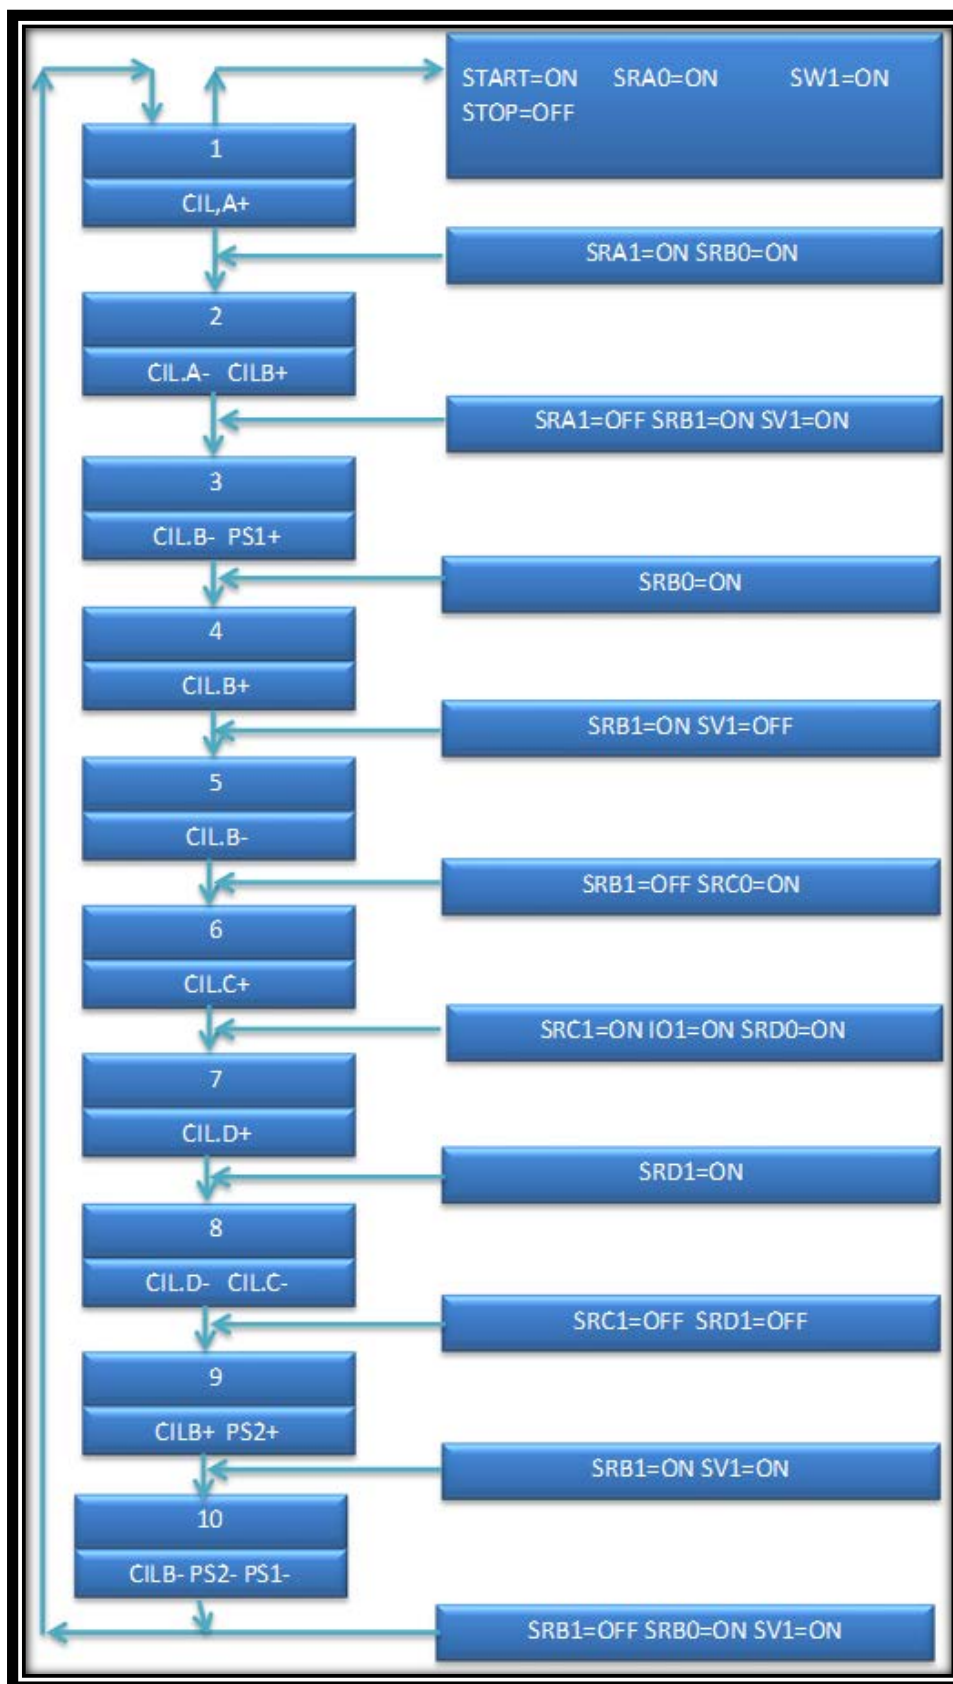 START=ON SRA0=ON SW1=ON
STOP=OFF
1
CIL,A+
SRA1=ON SRB0=ON
2
CIL.A- CILB+
SRA1=OFF SRB1=ON SV1=ON
3
CIL.B- PS1+
SRB0=ON
4
CIL.B+
SRB1=ON SV1=OFF
5
CIL.B-
SRB1=OFF SRC0=ON
6
CIL.C+
SRC1=ON IO1=ON SRD0=ON
7
CIL.D+
SRD1=ON
8
CIL.D- CIL.C-
SRC1=OFF SRD1=OFF
9
CILB+ PS2+
SRB1=ON SV1=ON
10
CILB- PS2- PS1-
SRB1=OFF SRB0=ON SV1=ON